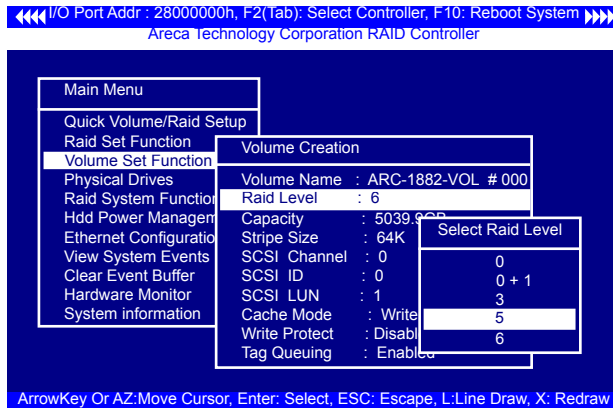 I/O Port Addr : 28000000h, F2(Tab): Select Controller, F10: Reboot System
Areca Technology Corporation RAID Controller
Main Menu
Quick Volume/Raid Setup
Raid Set Function
Volume Set Function
Physical Drives
Raid System Function
Hdd Power Managem
Ethernet Configuratio
View System Events
Clear Event Buffer
Hardware Monitor
System information
Volume Creation
Volume Name : ARC-1882-VOL # 000
Raid Level : 6
Capacity : 5039.9GB
Stripe Size : 64K
SCSI Channel : 0
SCSI ID : 0
SCSI LUN : 1
Cache Mode : Write
Write Protect : Disabl
Tag Queuing : Enabled
Select Raid Level
0
0 + 1
3
5
6
ArrowKey Or AZ:Move Cursor, Enter: Select, ESC: Escape, L:Line Draw, X: Redraw